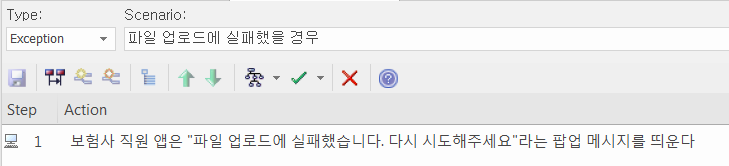 Type: Scenario:
Exception 파일 업로드에 실패했을 경우
Step Action
1 보험사 직원 앱은 "파일 업로드에 실패했습니다. 다시 시도해주세요"라는 팝업 메시지를 띄운다